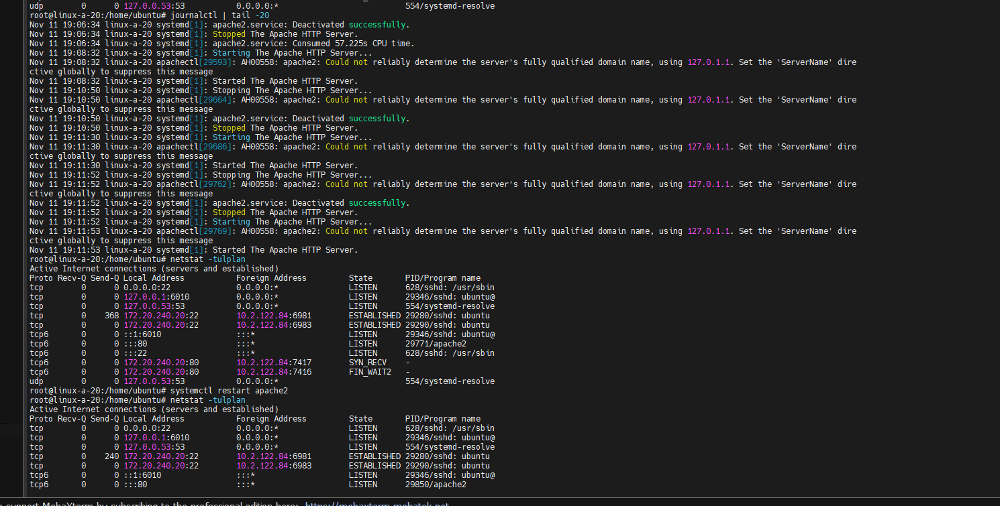 udp        0      0 127.0.0.53:53           0.0.0.0:*                           554/systemd-resolve
root@linux-a-20:/home/ubuntu# journalctl | tail -20
Nov 11 19:06:34 linux-a-20 systemd[1]: apache2.service: Deactivated successfully.
Nov 11 19:06:34 linux-a-20 systemd[1]: Stopped The Apache HTTP Server.
Nov 11 19:06:34 linux-a-20 systemd[1]: apache2.service: Consumed 57.225s CPU time.
Nov 11 19:08:32 linux-a-20 systemd[1]: Starting The Apache HTTP Server...
Nov 11 19:08:32 linux-a-20 apachectl[29593]: AH00558: apache2: Could not reliably determine the server's fully qualified domain name, using 127.0.1.1. Set the 'ServerName' dire
ctive globally to suppress this message
Nov 11 19:08:32 linux-a-20 systemd[1]: Started The Apache HTTP Server.
Nov 11 19:10:50 linux-a-20 systemd[1]: Stopping The Apache HTTP Server...
Nov 11 19:10:50 linux-a-20 apachectl[29664]: AH00558: apache2: Could not reliably determine the server's fully qualified domain name, using 127.0.1.1. Set the 'ServerName' dire
ctive globally to suppress this message
Nov 11 19:10:50 linux-a-20 systemd[1]: apache2.service: Deactivated successfully.
Nov 11 19:10:50 linux-a-20 systemd[1]: Stopped The Apache HTTP Server.
Nov 11 19:11:30 linux-a-20 systemd[1]: Starting The Apache HTTP Server...
Nov 11 19:11:30 linux-a-20 apachectl[29686]: AH00558: apache2: Could not reliably determine the server's fully qualified domain name, using 127.0.1.1. Set the 'ServerName' dire
ctive globally to suppress this message
Nov 11 19:11:30 linux-a-20 systemd[1]: Started The Apache HTTP Server.
Nov 11 19:11:52 linux-a-20 systemd[1]: Stopping The Apache HTTP Server...
Nov 11 19:11:52 linux-a-20 apachectl[29762]: AH00558: apache2: Could not reliably determine the server's fully qualified domain name, using 127.0.1.1. Set the 'ServerName' dire
ctive globally to suppress this message
Nov 11 19:11:52 linux-a-20 systemd[1]: apache2.service: Deactivated successfully.
Nov 11 19:11:52 linux-a-20 systemd[1]: Stopped The Apache HTTP Server.
Nov 11 19:11:52 linux-a-20 systemd[1]: Starting The Apache HTTP Server...
Nov 11 19:11:53 linux-a-20 apachectl[29769]: AH00558: apache2: Could not reliably determine the server's fully qualified domain name, using 127.0.1.1. Set the 'ServerName' dire
ctive globally to suppress this message
Nov 11 19:11:53 linux-a-20 systemd[1]: Started The Apache HTTP Server.
root@linux-a-20:/home/ubuntu# netstat -tulplan
Active Internet connections (servers and established)
Proto Recv-Q Send-Q Local Address           Foreign Address         State       PID/Program name
tcp        0      0 0.0.0.0:22              0.0.0.0:*               LISTEN      628/sshd: /usr/sbin
tcp        0      0 127.0.0.1:6010          0.0.0.0:*               LISTEN      29346/sshd: ubuntu@
tcp        0      0 127.0.0.53:53           0.0.0.0:*               LISTEN      554/systemd-resolve
tcp        0    368 172.20.240.20:22        10.2.122.84:6981        ESTABLISHED 29280/sshd: ubuntu
tcp        0      0 172.20.240.20:22        10.2.122.84:6983        ESTABLISHED 29290/sshd: ubuntu
tcp6       0      0 ::1:6010                :::*                    LISTEN      29346/sshd: ubuntu@
tcp6       0      0 :::80                   :::*                    LISTEN      29771/apache2
tcp6       0      0 :::22                   :::*                    LISTEN      628/sshd: /usr/sbin
tcp6       0      0 172.20.240.20:80        10.2.122.84:7417        SYN_RECV    -
tcp6       0      0 172.20.240.20:80        10.2.122.84:7416        FIN_WAIT2   -
udp        0      0 127.0.0.53:53           0.0.0.0:*                           554/systemd-resolve
root@linux-a-20:/home/ubuntu# systemctl restart apache2
root@linux-a-20:/home/ubuntu# netstat -tulplan
Active Internet connections (servers and established)
Proto Recv-Q Send-Q Local Address           Foreign Address         State       PID/Program name
tcp        0      0 0.0.0.0:22              0.0.0.0:*               LISTEN      628/sshd: /usr/sbin
tcp        0      0 127.0.0.1:6010          0.0.0.0:*               LISTEN      29346/sshd: ubuntu@
tcp        0      0 127.0.0.53:53           0.0.0.0:*               LISTEN      554/systemd-resolve
tcp        0    240 172.20.240.20:22        10.2.122.84:6981        ESTABLISHED 29280/sshd: ubuntu
tcp        0      0 172.20.240.20:22        10.2.122.84:6983        ESTABLISHED 29290/sshd: ubuntu
tcp6       0      0 ::1:6010                :::*                    LISTEN      29346/sshd: ubuntu@
tcp6       0      0 :::80                   :::*                    LISTEN      29850/apache2
support MobaXterm by subscribing to the professional edition here: https://mobaxterm.mobatek.net